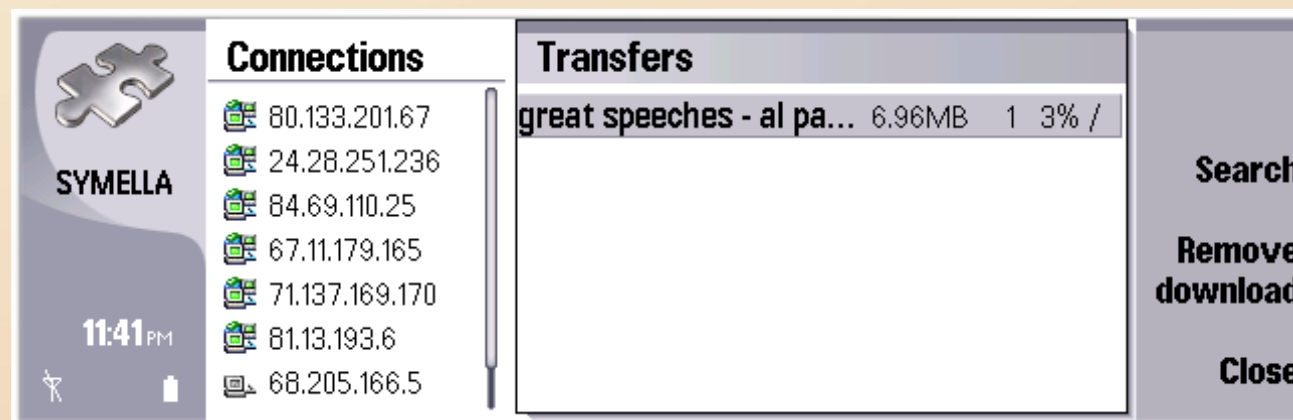 SYMELLA
11:41 PM
Connections
80.133.201.67
24.28.251.236
84.69.110.25
67.11.179.165
71.137.169.170
81.13.193.6
68.205.166.5
Transfers
great speeches - al pa... 6.96MB 1 3% /
Search
Remove
download
Close